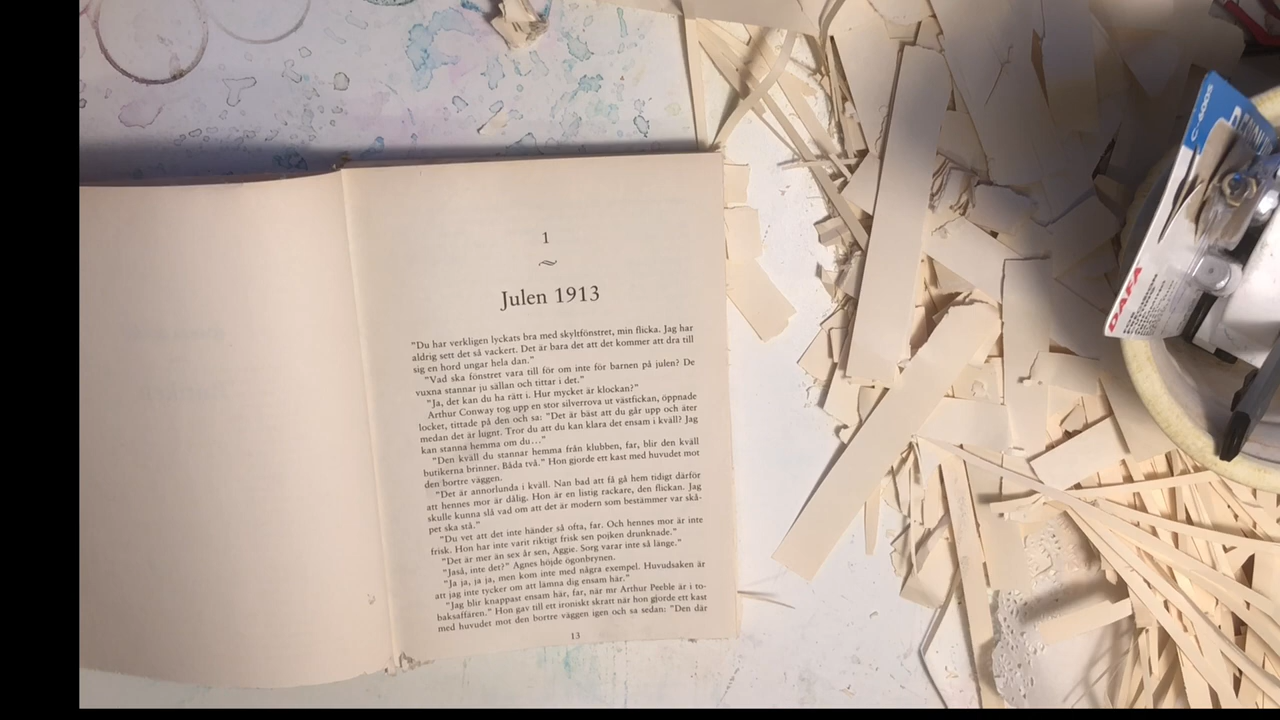 1
Julen 1913
"Du har verkligen lyckats bra med skyltfönstret, min flicka. Jag har
aldrig sett det så vackert. Det är bara det att det kommer att dra till
sig en hord ungar hela dan."
"Vad ska fönstret vara till för om inte för barnen på julen? De
vuxna stannar ju sällan och tittar i det."
"Ja, det kan du ha rätt i. Hur mycket är klockan?"
Arthur Conway tog upp en stor silverrova ut västfickan, öppnade
locket, tittade på den och sa: "Det är bäst att du går upp och äter
medan det är lugnt. Tror du att du kan klara det ensam i kväll? Jag
kan stanna hemma om du..."
"Den kväll du stannar hemma från klubben, far, blir den kväll
butikerna brinner. Båda två." Hon gjorde ett kast med huvudet mot
den bortre väggen.
"Det är annorlunda i kväll. Nan bad att få gå hem tidigt därför
att hennes mor är dålig. Hon är en listig rackare, den flickan. Jag
skulle kunna slå vad om att det är modern som bestämmer var skå-
pet ska stå."
"Du vet att det inte händer så ofta, far. Och hennes mor är inte
frisk. Hon har inte varit riktigt frisk sen pojken drunknade."
"Det är mer än sex år sen, Aggie. Sorg varar inte så länge."
"Jaså, inte det?" Agnes höjde ögonbrynen.
"Ja ja, ja ja, men kom inte med några exempel. Huvudsaken är
att jag inte tycker om att lämna dig ensam här."
"Jag blir knappast ensam här, far, när mr Arthur Peeble är i to-
baksaffären." Hon gav till ett ironiskt skratt när hon gjorde ett kast
med huvudet mot den bortre väggen igen och sa sedan: "Den där
13
C-6005
DAFA